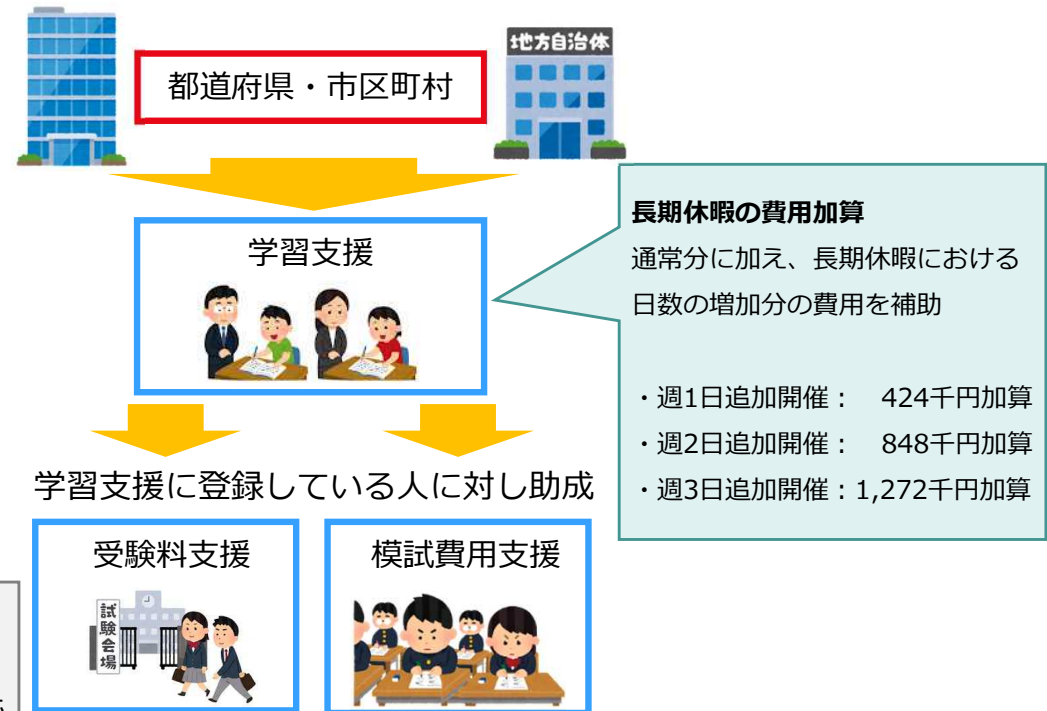 地方自治体
都道府県・市区町村
学習支援
長期休暇の費用加算
通常分に加え、長期休暇における
日数の増加分の費用を補助
・週1日追加開催： 424千円加算
・週2日追加開催： 848千円加算
・週3日追加開催：1,272千円加算
学習支援に登録している人に対し助成
受験料支援
模試費用支援
試験会場